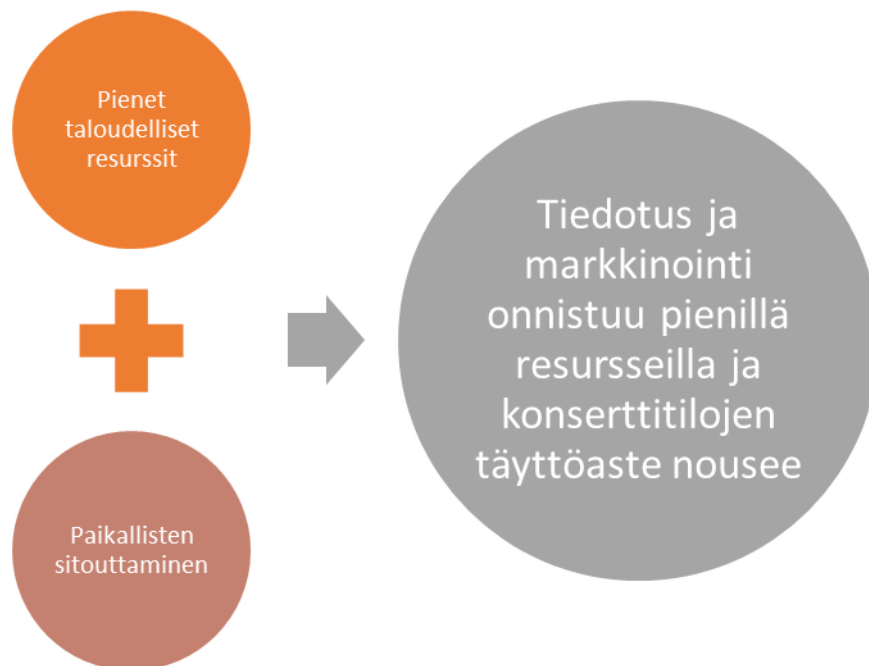 Pienet
taloudelliset
resurssit
Paikallisten
sitouttaminen
Tiedotus ja
markkinointi
onnistuu pienillä
resursseilla ja
konserttitilojen
täyttöaste nousee